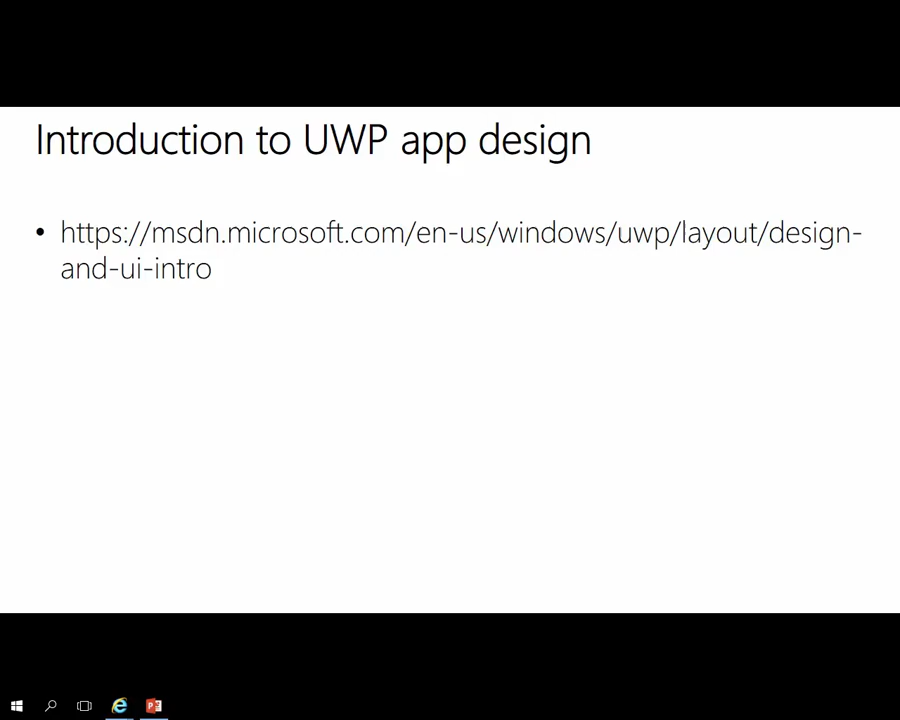 Introduction to UWP app design
• https://msdn.microsoft.com/en-us/windows/uwp/layout/design-
and-ui-intro